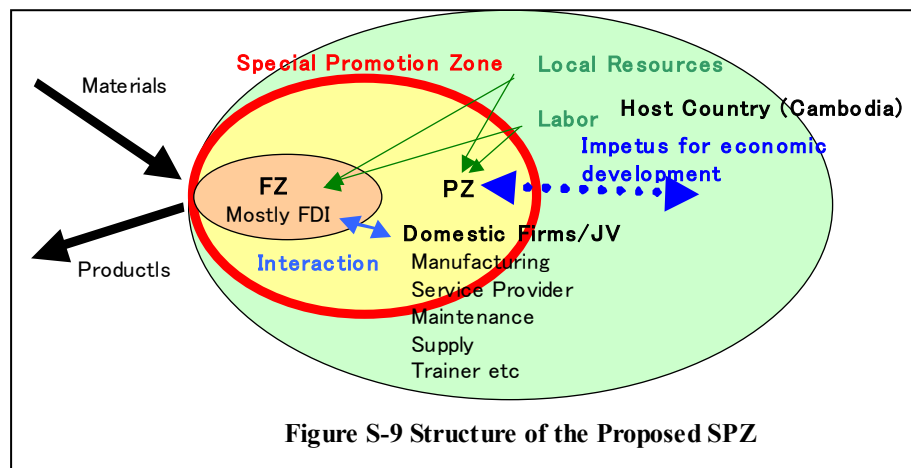 Special Promotion Zone
Local Resources
Materials
Host Country (Cambodia)
Labor
Impetus for economic
development
FZ
PZ
Mostly FDI
Domestic Firms/JV
Interaction
Manufacturing
Productls
Service Provider
Maintenance
Supply
Trainer etc
Figure S-9 Structure of the Proposed SPZ